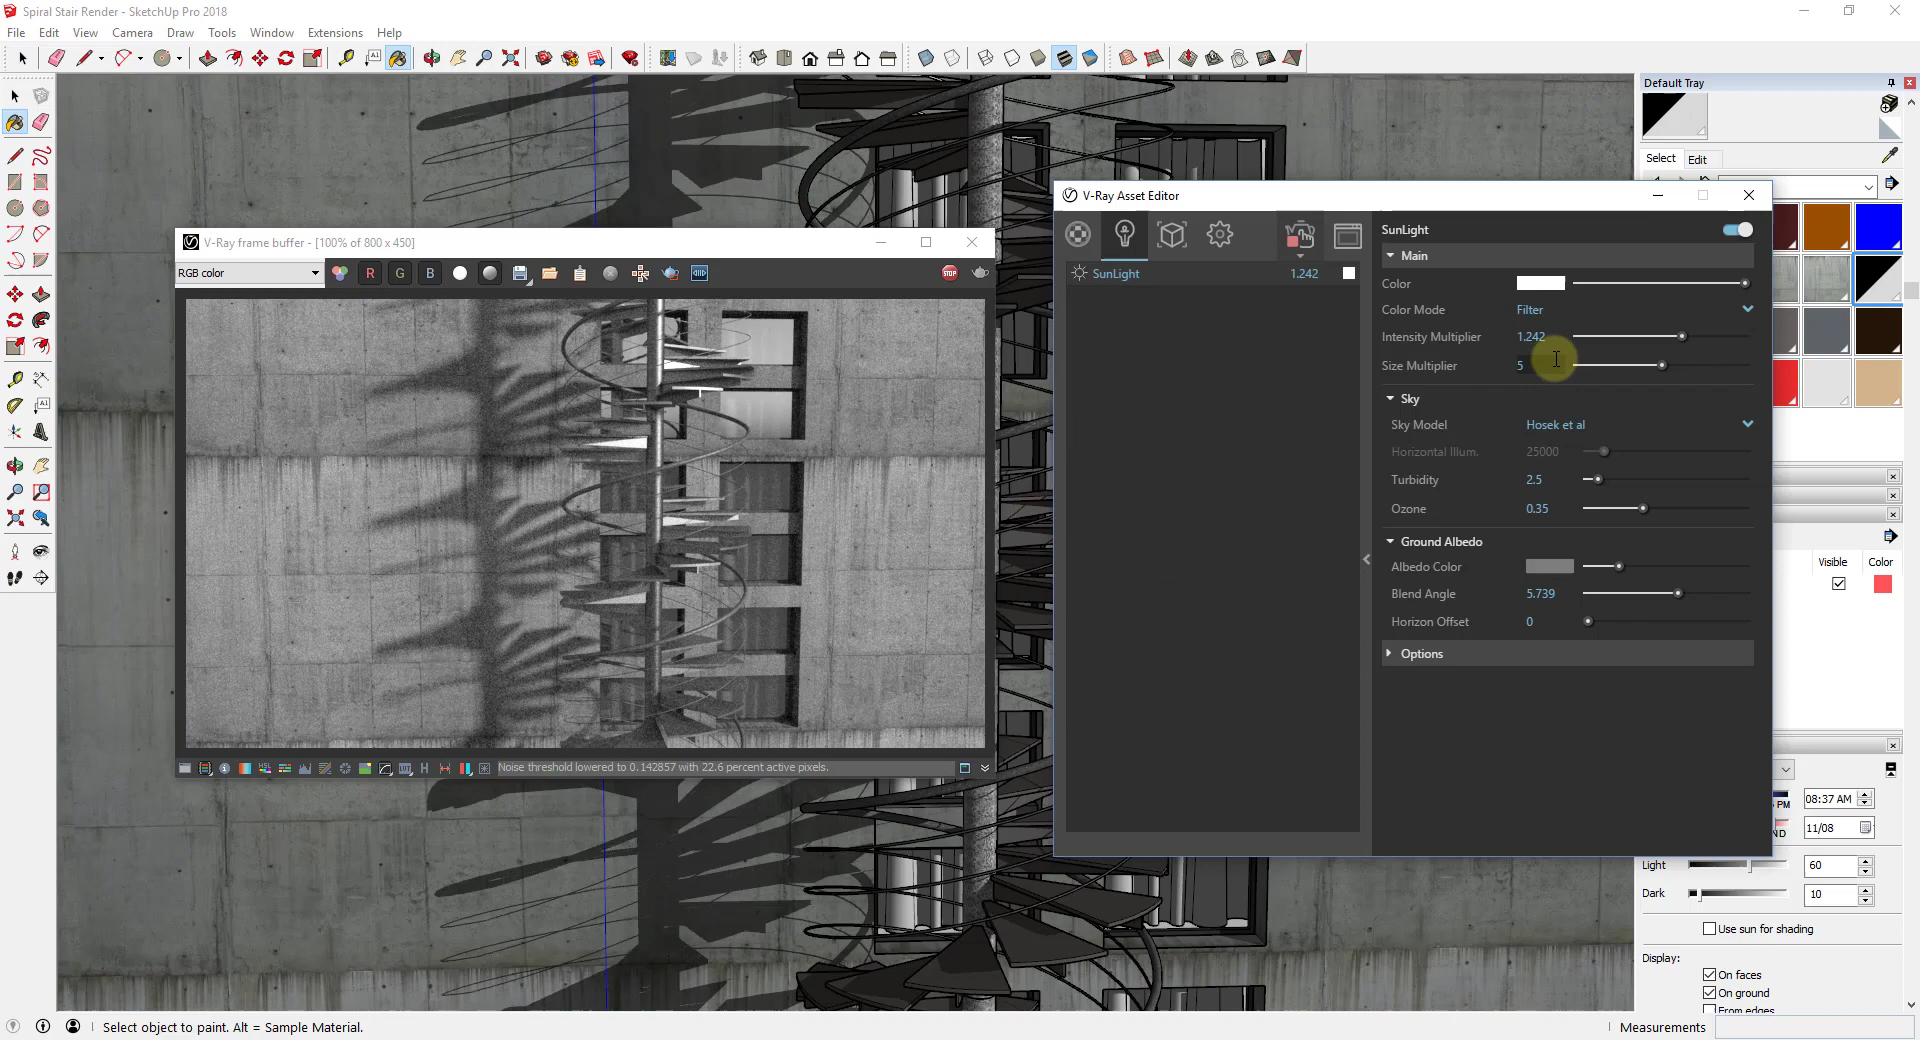 Spiral Stair Render - SketchUp Pro 2018
File Edit View Camera Draw Tools Window Extensions Help
Default Tray
Select Edit
V-Ray Asset Editor
SunLight
Main
V-Ray frame buffer - [100% of 800 x 450]
RGB color
R G B
STOP
SunLight 1.242
Color
Color Mode Filter
Intensity Multiplier 1.242
Size Multiplier 5
Sky
Sky Model Hosek et al
Horizontal Illum. 25000
Turbidity 2.5
Ozone 0.35
Ground Albedo
Albedo Color
Blend Angle 5.739
Horizon Offset 0
Options
Visible Color
HSL
H
Noise threshold lowered to 0.142857 with 22.6 percent active pixels.
PM 08:37 AM
ND 11/08
Light 60
Dark 10
Use sun for shading
Display:
On faces
On ground
From edges
Select object to paint. Alt = Sample Material.
Measurements